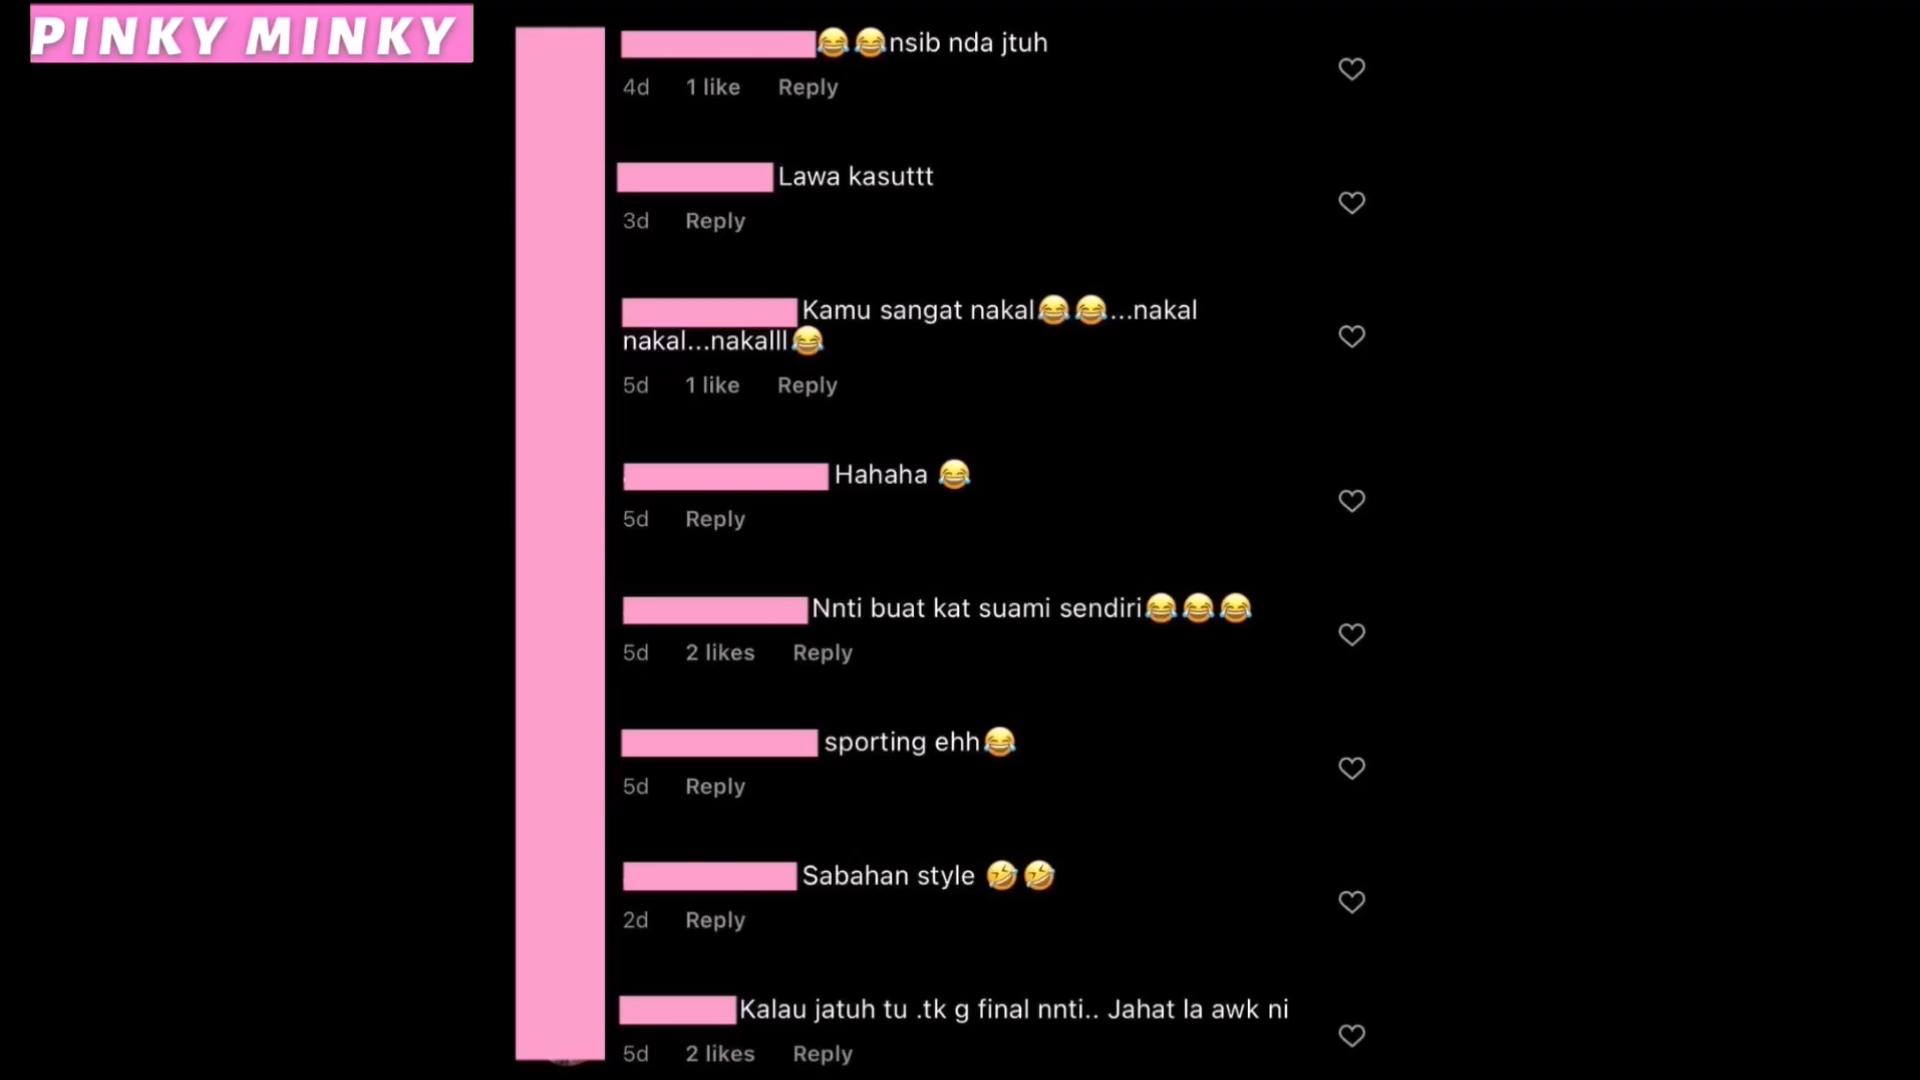 PINKY MINKY
😂😂nsib nda jtuh
4d 1 like Reply
Lawa kasuttt
3d Reply
Kamu sangat nakal😂😂...nakal
nakal...nakalll😂
5d 1 like Reply
Hahaha 😂
5d Reply
Nnti buat kat suami sendiri😂😂😂
5d 2 likes Reply
sporting ehh😂
5d Reply
Sabahan style 🤣🤣
2d Reply
Kalau jatuh tu .tk g final nnti.. Jahat la awk ni
5d 2 likes Reply